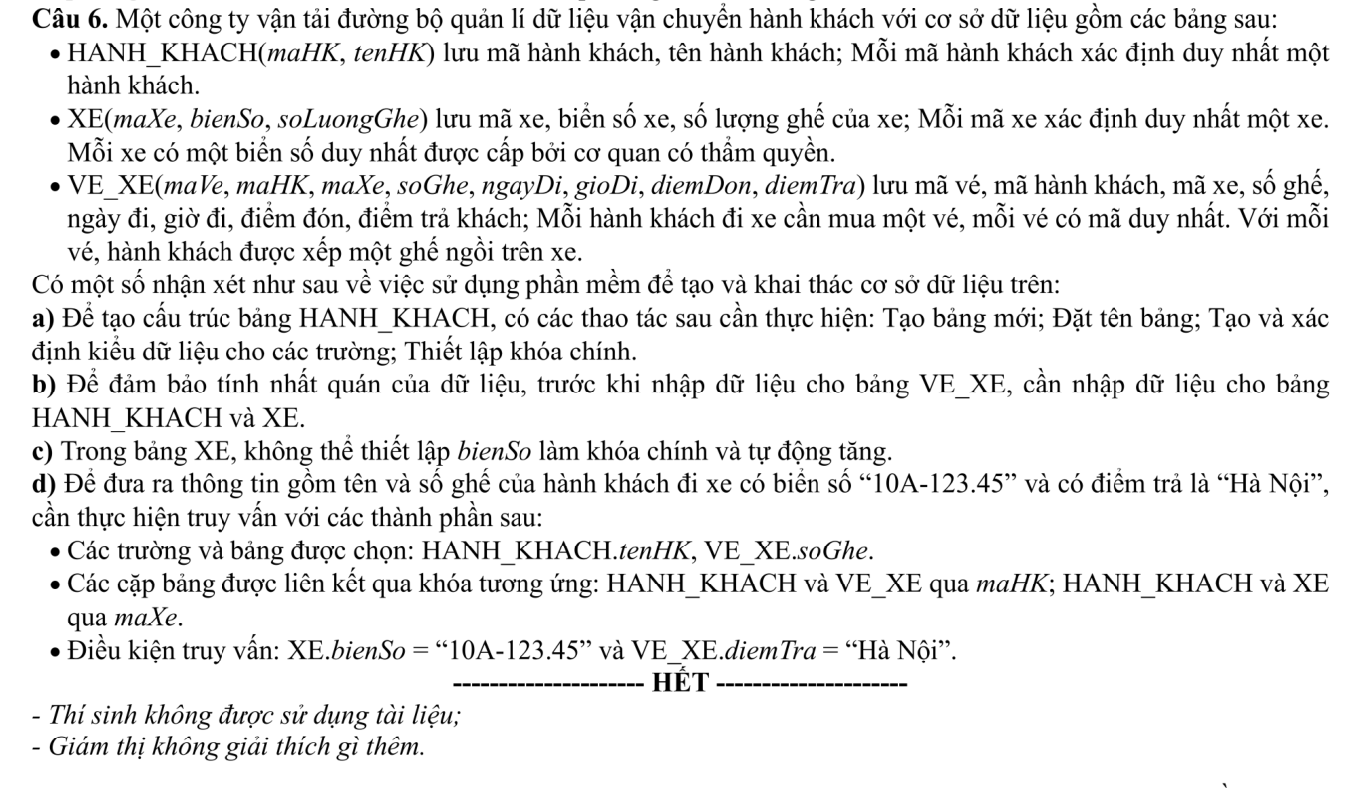 Câu 6. Một công ty vận tải đường bộ quản lí dữ liệu vận chuyển hành khách với cơ sở dữ liệu gồm các bảng sau:
• HANH_KHACH(maHK, tenHK) lưu mã hành khách, tên hành khách; Mỗi mã hành khách xác định duy nhất một
hành khách.
• XE(maXe, bienSo, soLuongGhe) lưu mã xe, biển số xe, số lượng ghế của xe; Mỗi mã xe xác định duy nhất một xe.
Mỗi xe có một biển số duy nhất được cấp bởi cơ quan có thẩm quyền.
• VE_XE(maVe, maHK, maXe, soGhe, ngayDi, gioDi, diemDon, diemTra) lưu mã vé, mã hành khách, mã xe, số ghế,
ngày đi, giờ đi, điểm đón, điểm trả khách; Mỗi hành khách đi xe cần mua một vé, mỗi vé có mã duy nhất. Với mỗi
vé, hành khách được xếp một ghế ngồi trên xe.
Có một số nhận xét như sau về việc sử dụng phần mềm để tạo và khai thác cơ sở dữ liệu trên:
a) Để tạo cấu trúc bảng HANH_KHACH, có các thao tác sau cần thực hiện: Tạo bảng mới; Đặt tên bảng; Tạo và xác
định kiểu dữ liệu cho các trường; Thiết lập khóa chính.
b) Để đảm bảo tính nhất quán của dữ liệu, trước khi nhập dữ liệu cho bảng VE_XE, cần nhập dữ liệu cho bảng
HANH_KHACH và XE.
c) Trong bảng XE, không thể thiết lập bienSo làm khóa chính và tự động tăng.
d) Để đưa ra thông tin gồm tên và số ghế của hành khách đi xe có biển số “10A-123.45” và có điểm trả là “Hà Nội”,
cần thực hiện truy vấn với các thành phần sau:
• Các trường và bảng được chọn: HANH_KHACH.tenHK, VE_XE.soGhe.
• Các cặp bảng được liên kết qua khóa tương ứng: HANH_KHACH và VE_XE qua maHK; HANH_KHACH và XE
qua maXe.
• Điều kiện truy vấn: XE.bienSo = “10A-123.45” và VE_XE.diemTra = “Hà Nội”.
--------------------- HẾT ---------------------
- Thí sinh không được sử dụng tài liệu;
- Giám thị không giải thích gì thêm.